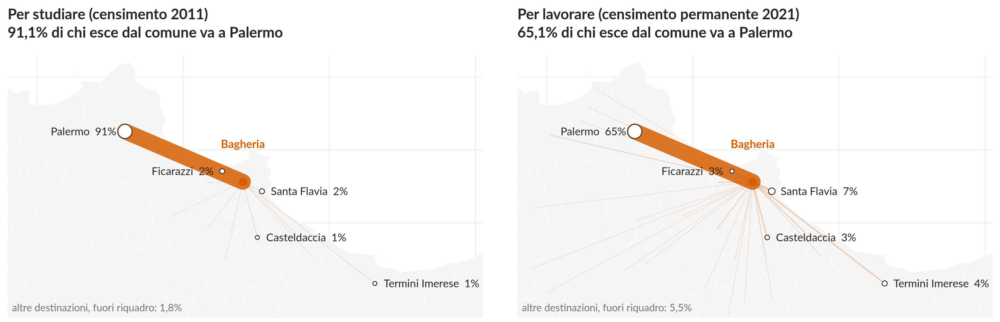 Per studiare (censimento 2011)
91,1% di chi esce dal comune va a Palermo
Palermo 91%
Bagheria
Ficarazzi 2%
Santa Flavia 2%
Casteldaccia 1%
Termini Imerese 1%
altre destinazioni, fuori riquadro: 1,8%
Per lavorare (censimento permanente 2021)
65,1% di chi esce dal comune va a Palermo
Palermo 65%
Bagheria
Ficarazzi 3%
Santa Flavia 7%
Casteldaccia 3%
Termini Imerese 4%
altre destinazioni, fuori riquadro: 5,5%